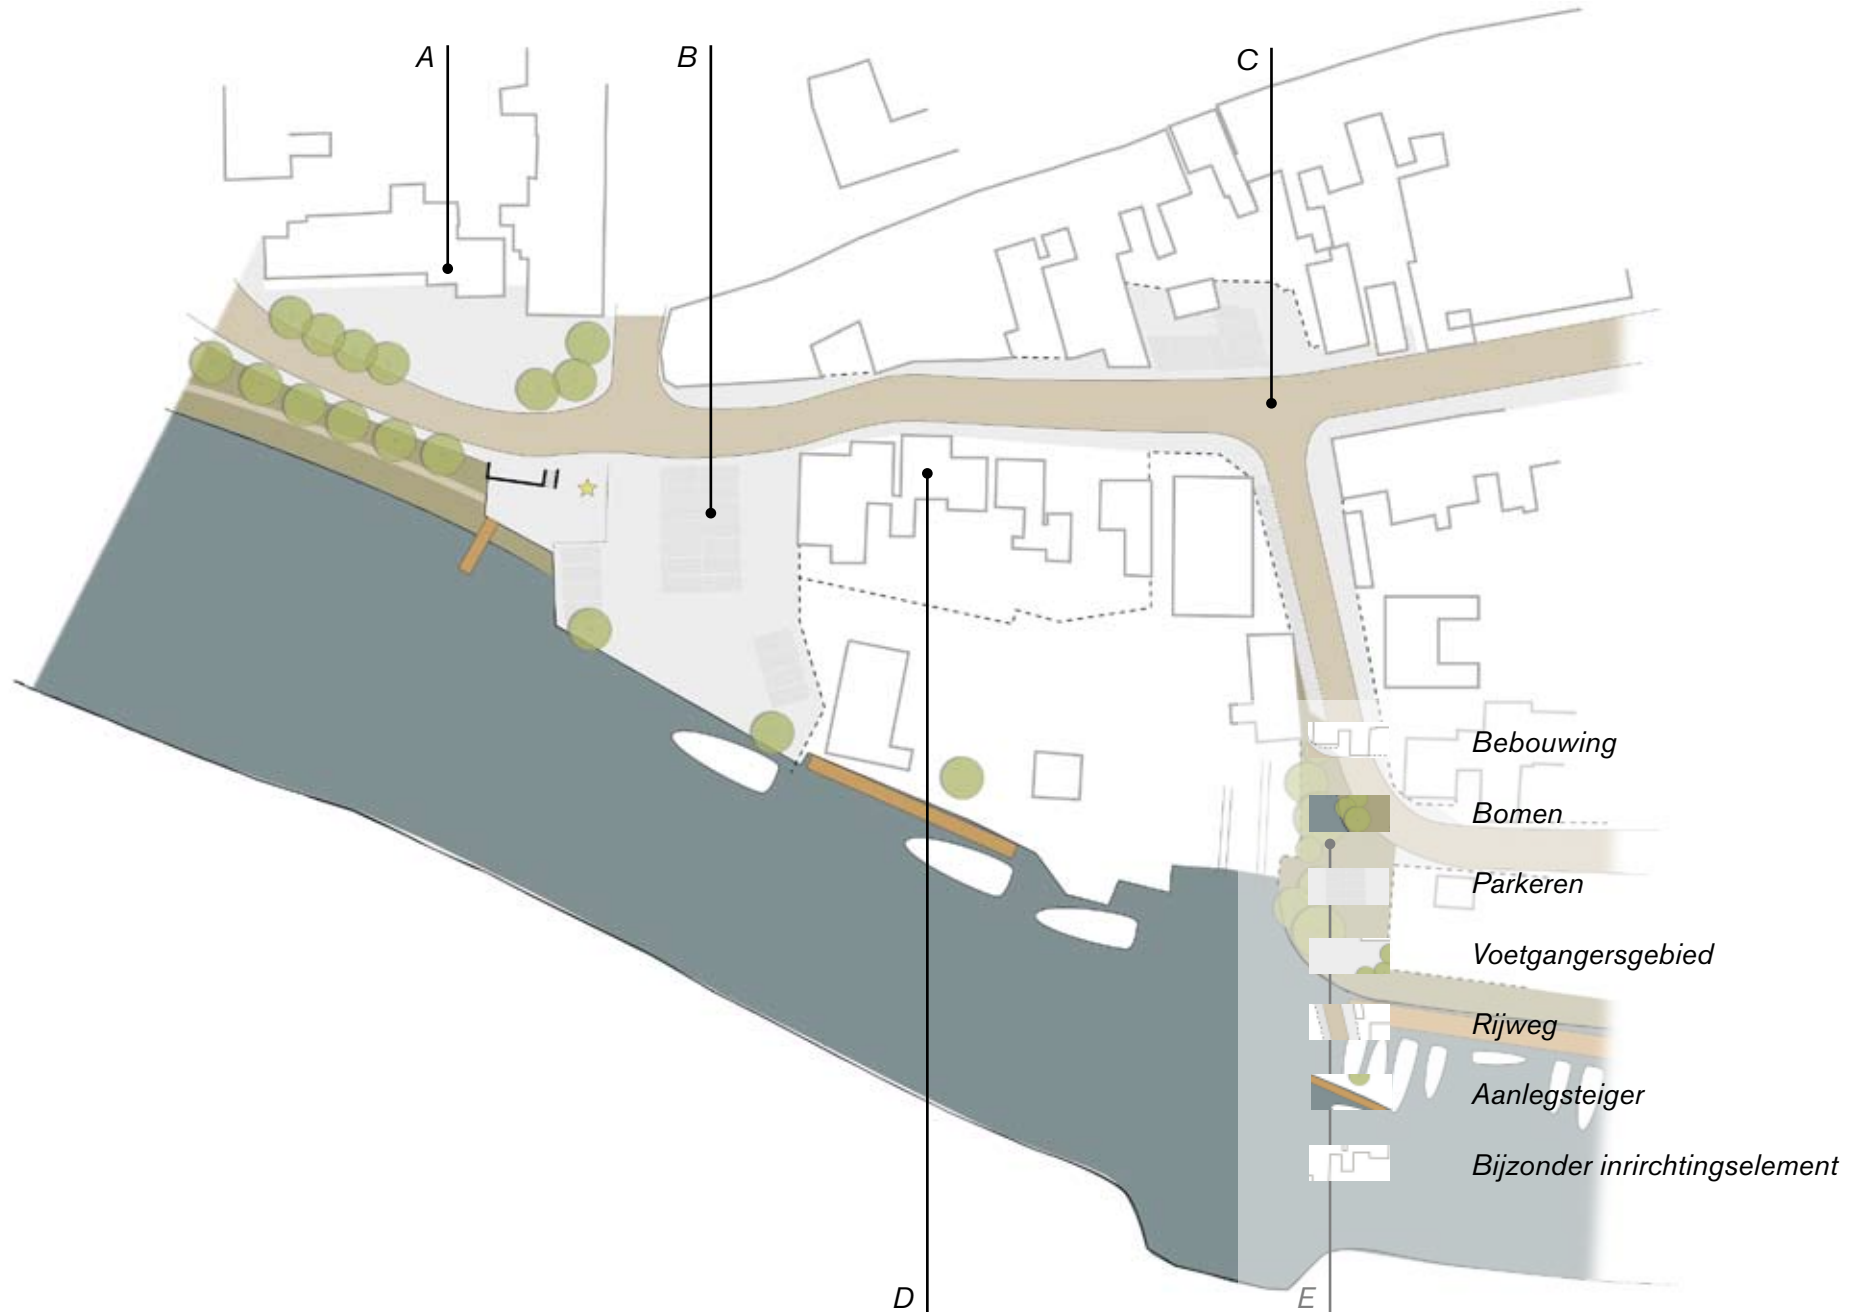 A
B
C
Bebouwing
Bomen
Parkeren
Voetgangersgebied
Rijweg
Aanlegsteiger
Bijzonder inrirchtingselement
D
E